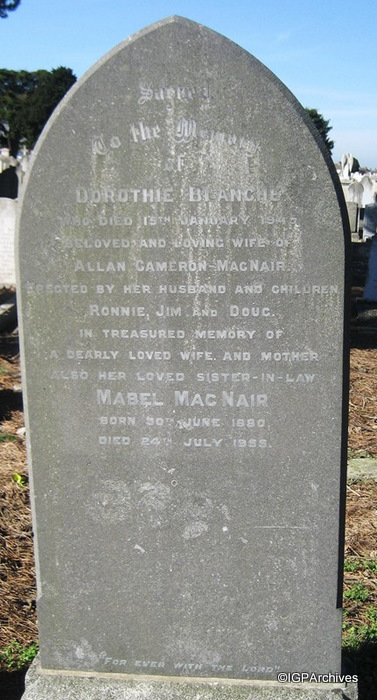 Sacred
To the Memory
of
DOROTHIE BLANCHE
WHO DIED 15TH JANUARY
BELOVED AND LOVING WIFE OF
ALLAN CAMERON MACNAIR.
ERECTED BY HER HUSBAND AND CHILDREN
RONNIE, JIM AND DOUG.
IN TREASURED MEMORY OF
A DEARLY LOVED WIFE AND MOTHER
ALSO HER LOVED SISTER-IN-LAW
MABEL MACNAIR
BORN 30TH JUNE 1880,
DIED 24TH JULY
"FOR EVER WITH THE LORD"
©IGPArchives